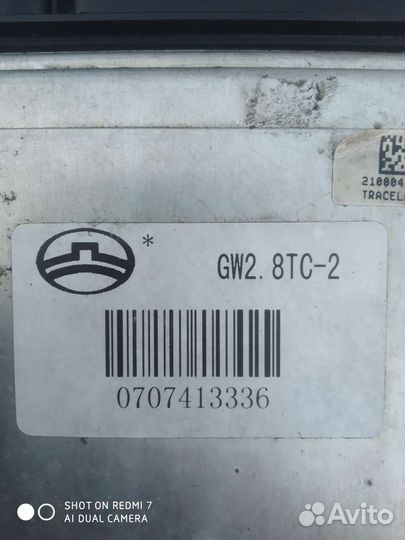 210004
TRACEL
*
GW2.8TC-2
0707413336
SHOT ON REDMI 7
AI DUAL CAMERA
Avito